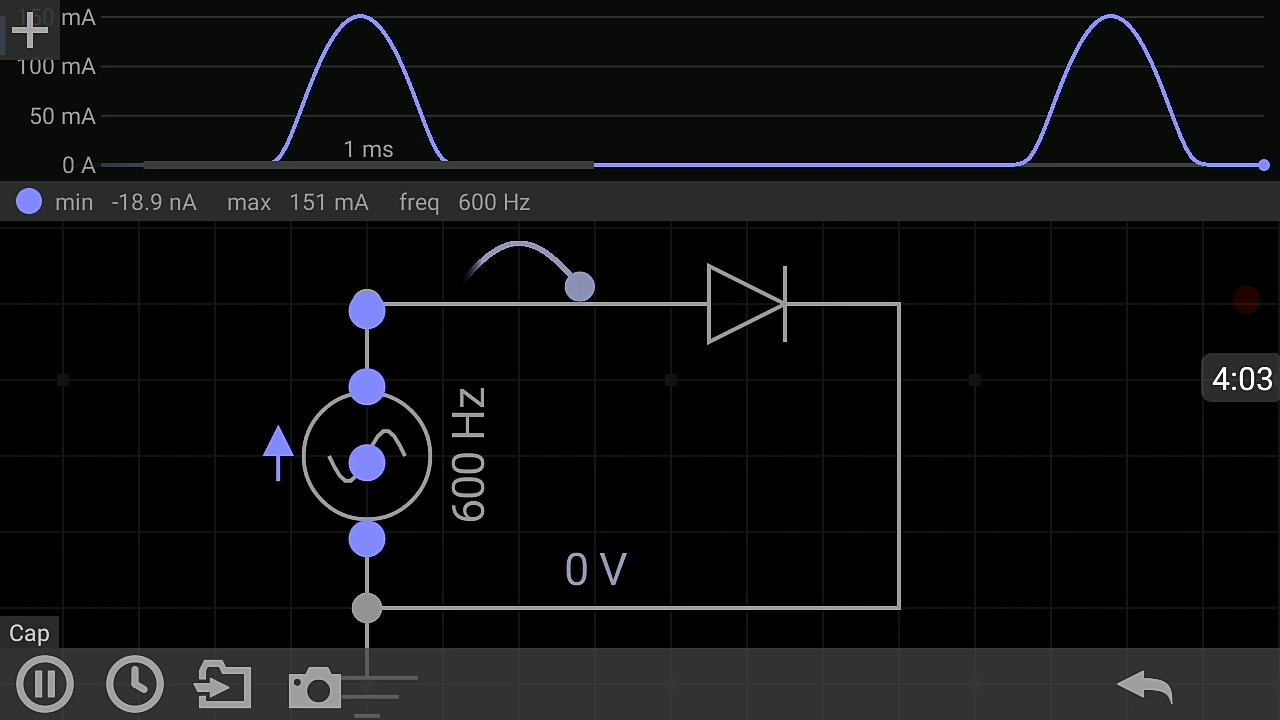 150 mA
100 mA
50 mA
1 ms
0 A
min -18.9 nA max 151 mA freq 600 Hz
4:03
600 Hz
0 V
Cap